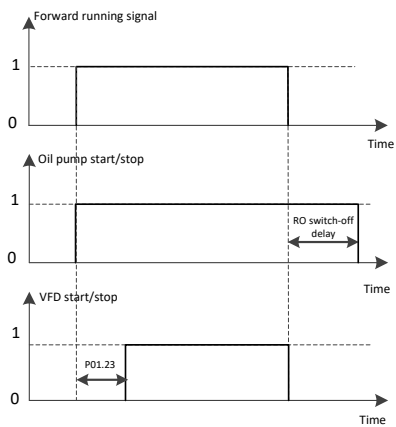 Forward running signal
1
0
Time
Oil pump start/stop
1
RO switch-off
delay
0
Time
VFD start/stop
1
P01.23
0
Time